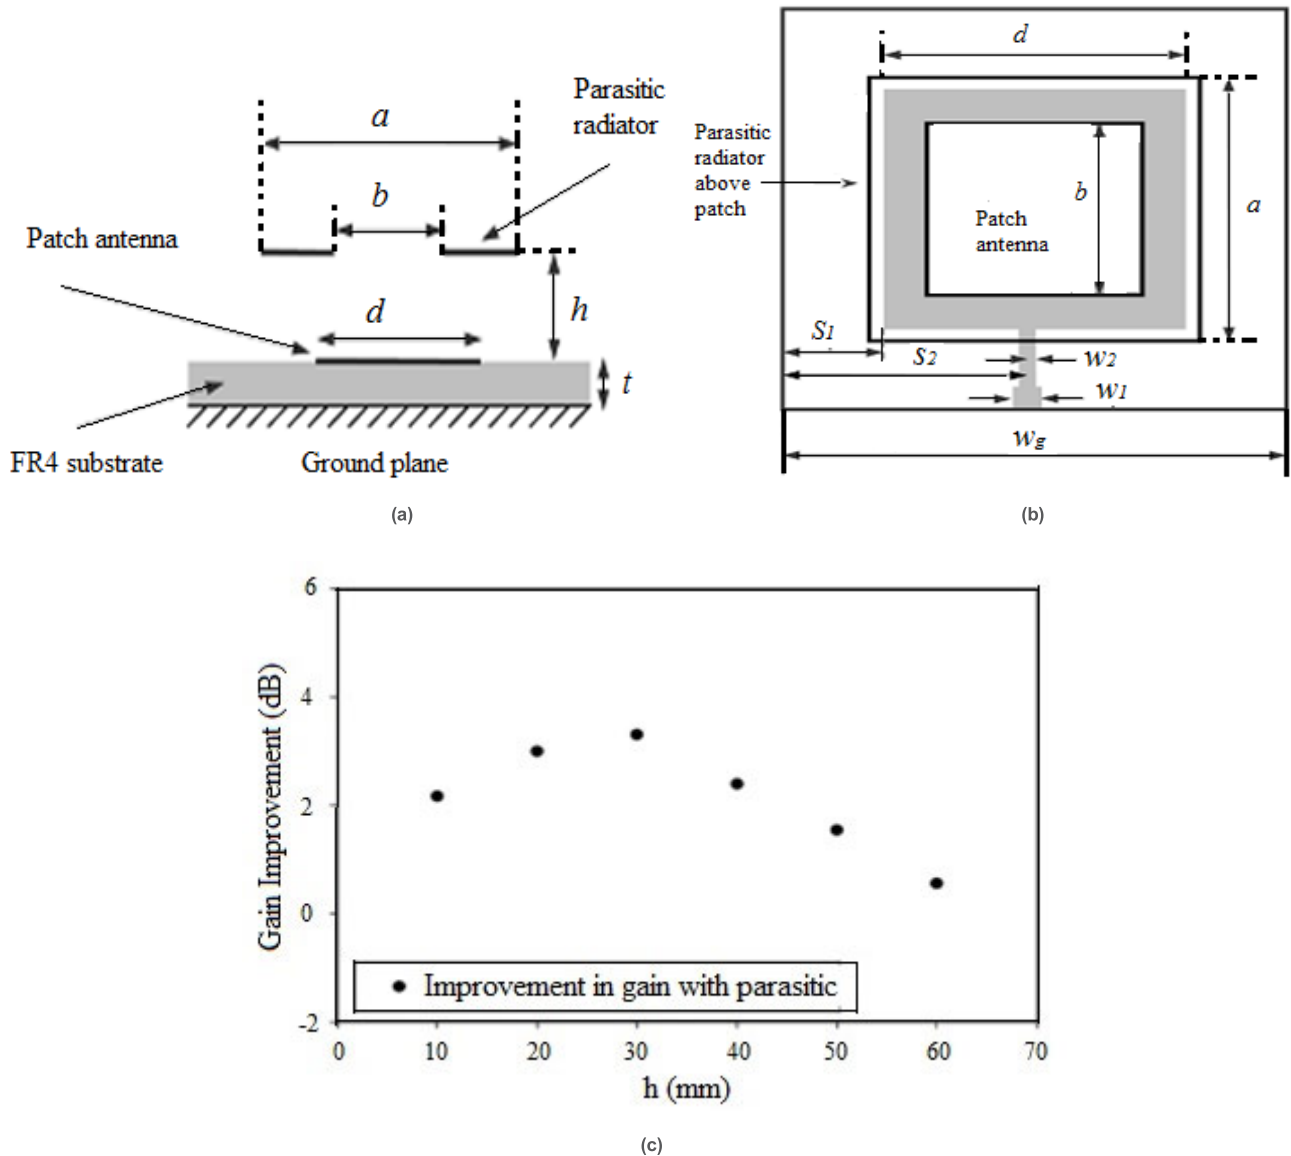 a
Parasitic
radiator
b
Patch antenna
d
h
t
FR4 substrate
Ground plane
(a)
d
Parasitic
radiator
above
patch
b
a
Patch
antenna
S1
S2
w2
w1
wg
(b)
6
4
2
0
-2
Gain Improvement (dB)
Improvement in gain with parasitic
0 10 20 30 40 50 60 70
h (mm)
(c)